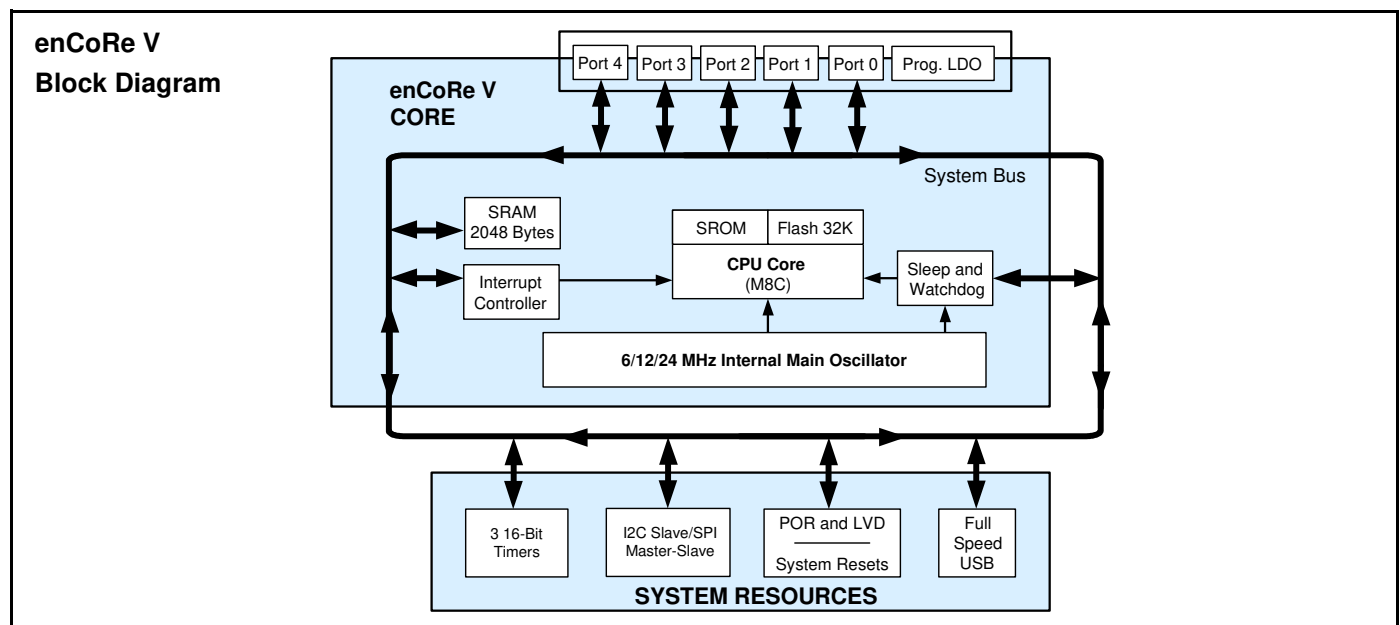 enCoRe V
Block Diagram
Port 4
Port 3
Port 2
Port 1
Port 0
Prog. LDO
enCoRe V
CORE
System Bus
SRAM
2048 Bytes
SROM
Flash 32K
CPU Core
(M8C)
Interrupt
Controller
Sleep and
Watchdog
6/12/24 MHz Internal Main Oscillator
3 16-Bit
Timers
I2C Slave/SPI
Master-Slave
POR and LVD
System Resets
Full
Speed
USB
SYSTEM RESOURCES